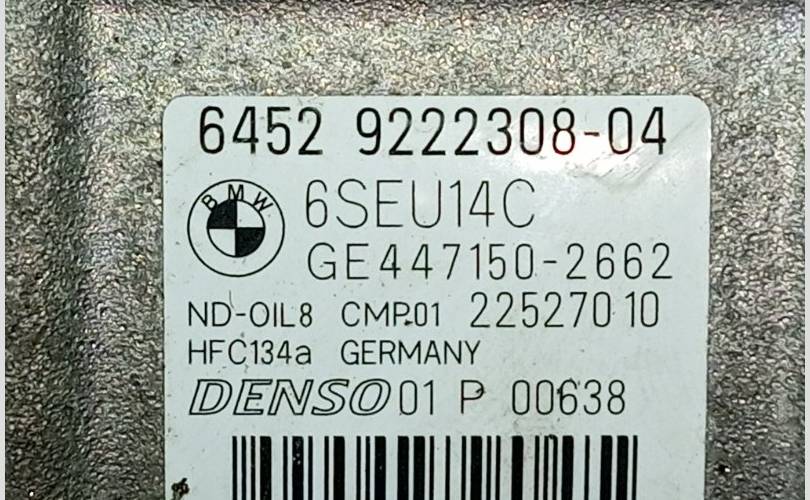 6452 9222308-04
BMW 6SEU14C
GE447150-2662
ND-OIL8 CMP.01 22527010
HFC134a GERMANY
DENSO 01 P 00638